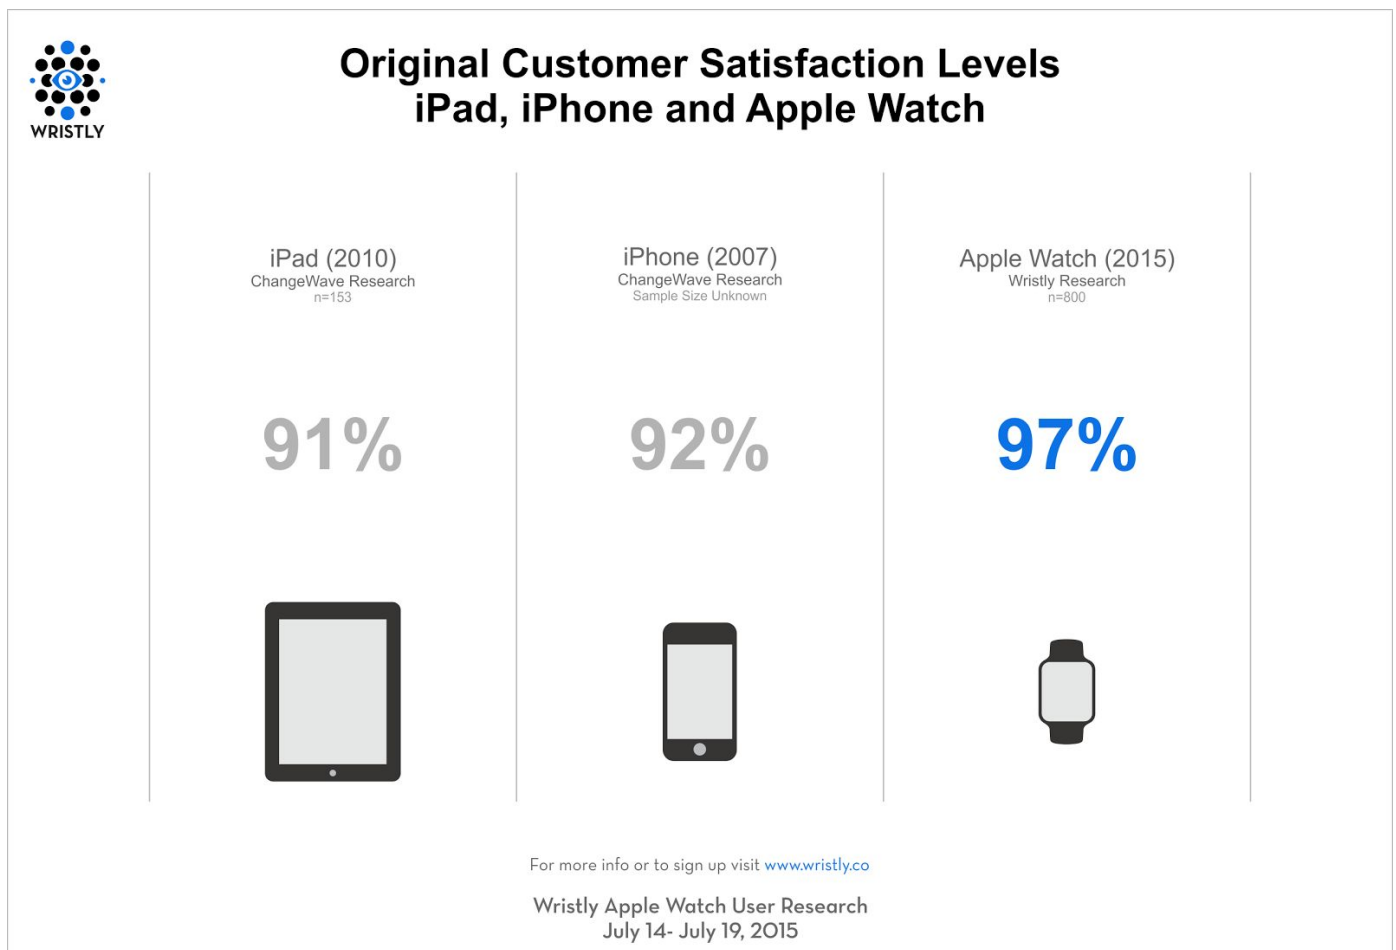 WRISTLY
Original Customer Satisfaction Levels
iPad, iPhone and Apple Watch
iPad (2010)
ChangeWave Research
n=153
91%
iPhone (2007)
ChangeWave Research
Sample Size Unknown
92%
Apple Watch (2015)
Wristly Research
n=800
97%
For more info or to sign up visit www.wristly.co
Wristly Apple Watch User Research
July 14- July 19, 2015